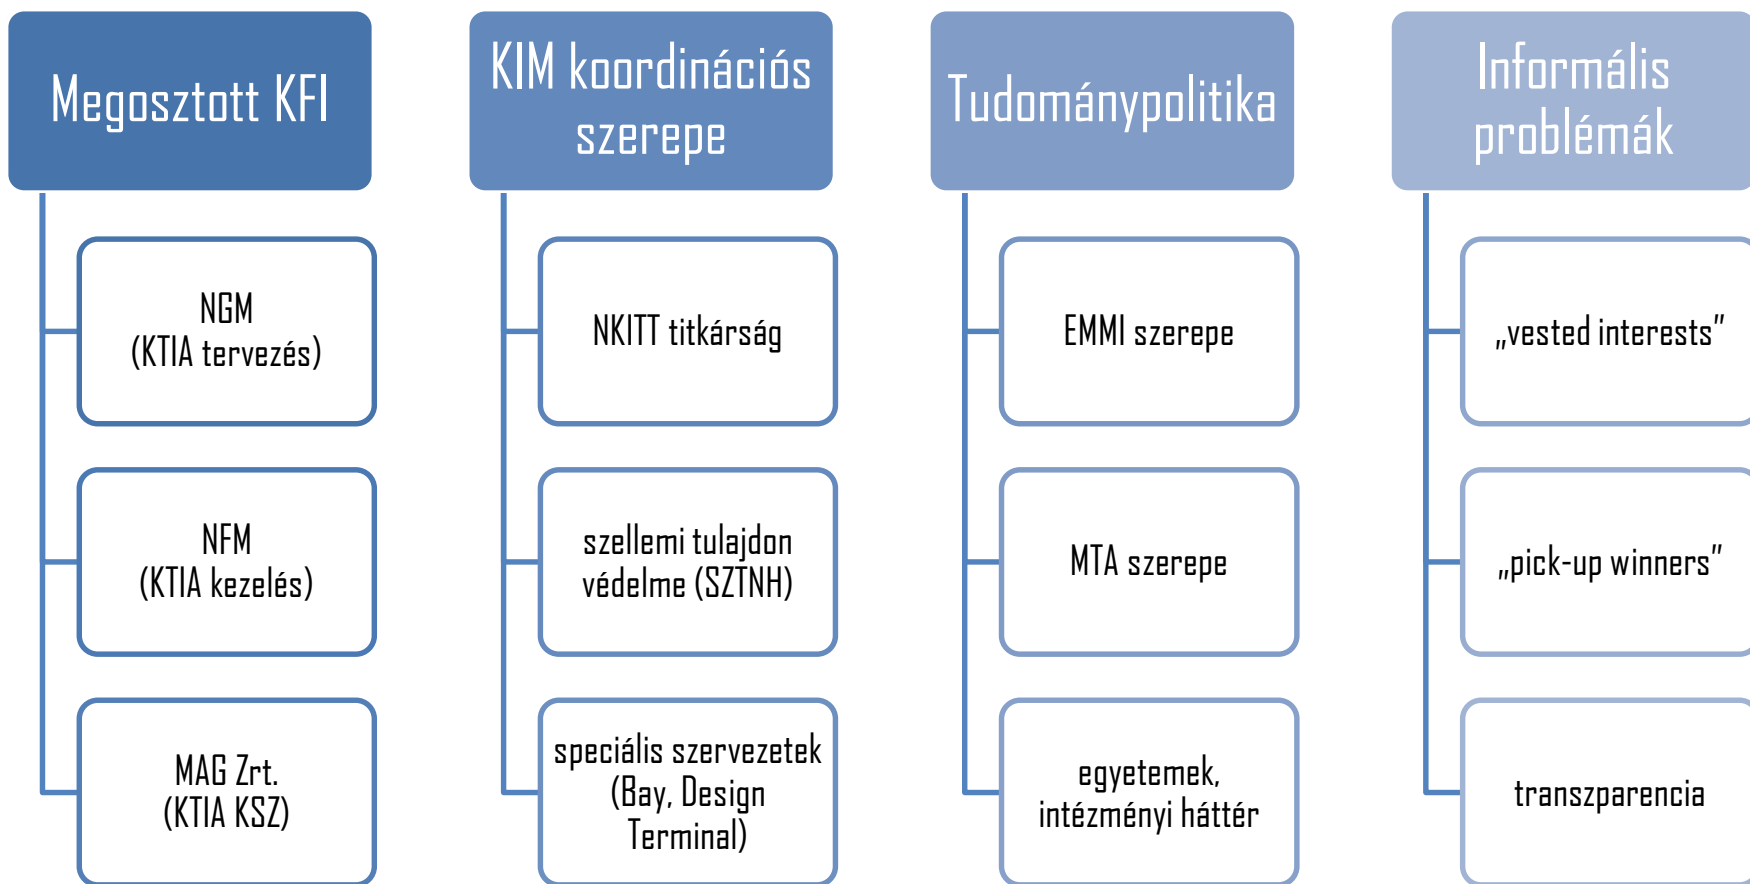 Megosztott KFI
NGM
(KTIA tervezés)
NFM
(KTIA kezelés)
MAG Zrt.
(KTIA KSZ)
KIM koordinációs
szerepe
NKITT titkárság
szellemi tulajdon
védelme (SZTNH)
speciális szervezetek
(Bay, Design
Terminal)
Tudománypolitika
EMMI szerepe
MTA szerepe
egyetemek,
intézményi háttér
Informális
problémák
„vested interests”
„pick-up winners”
transzparencia